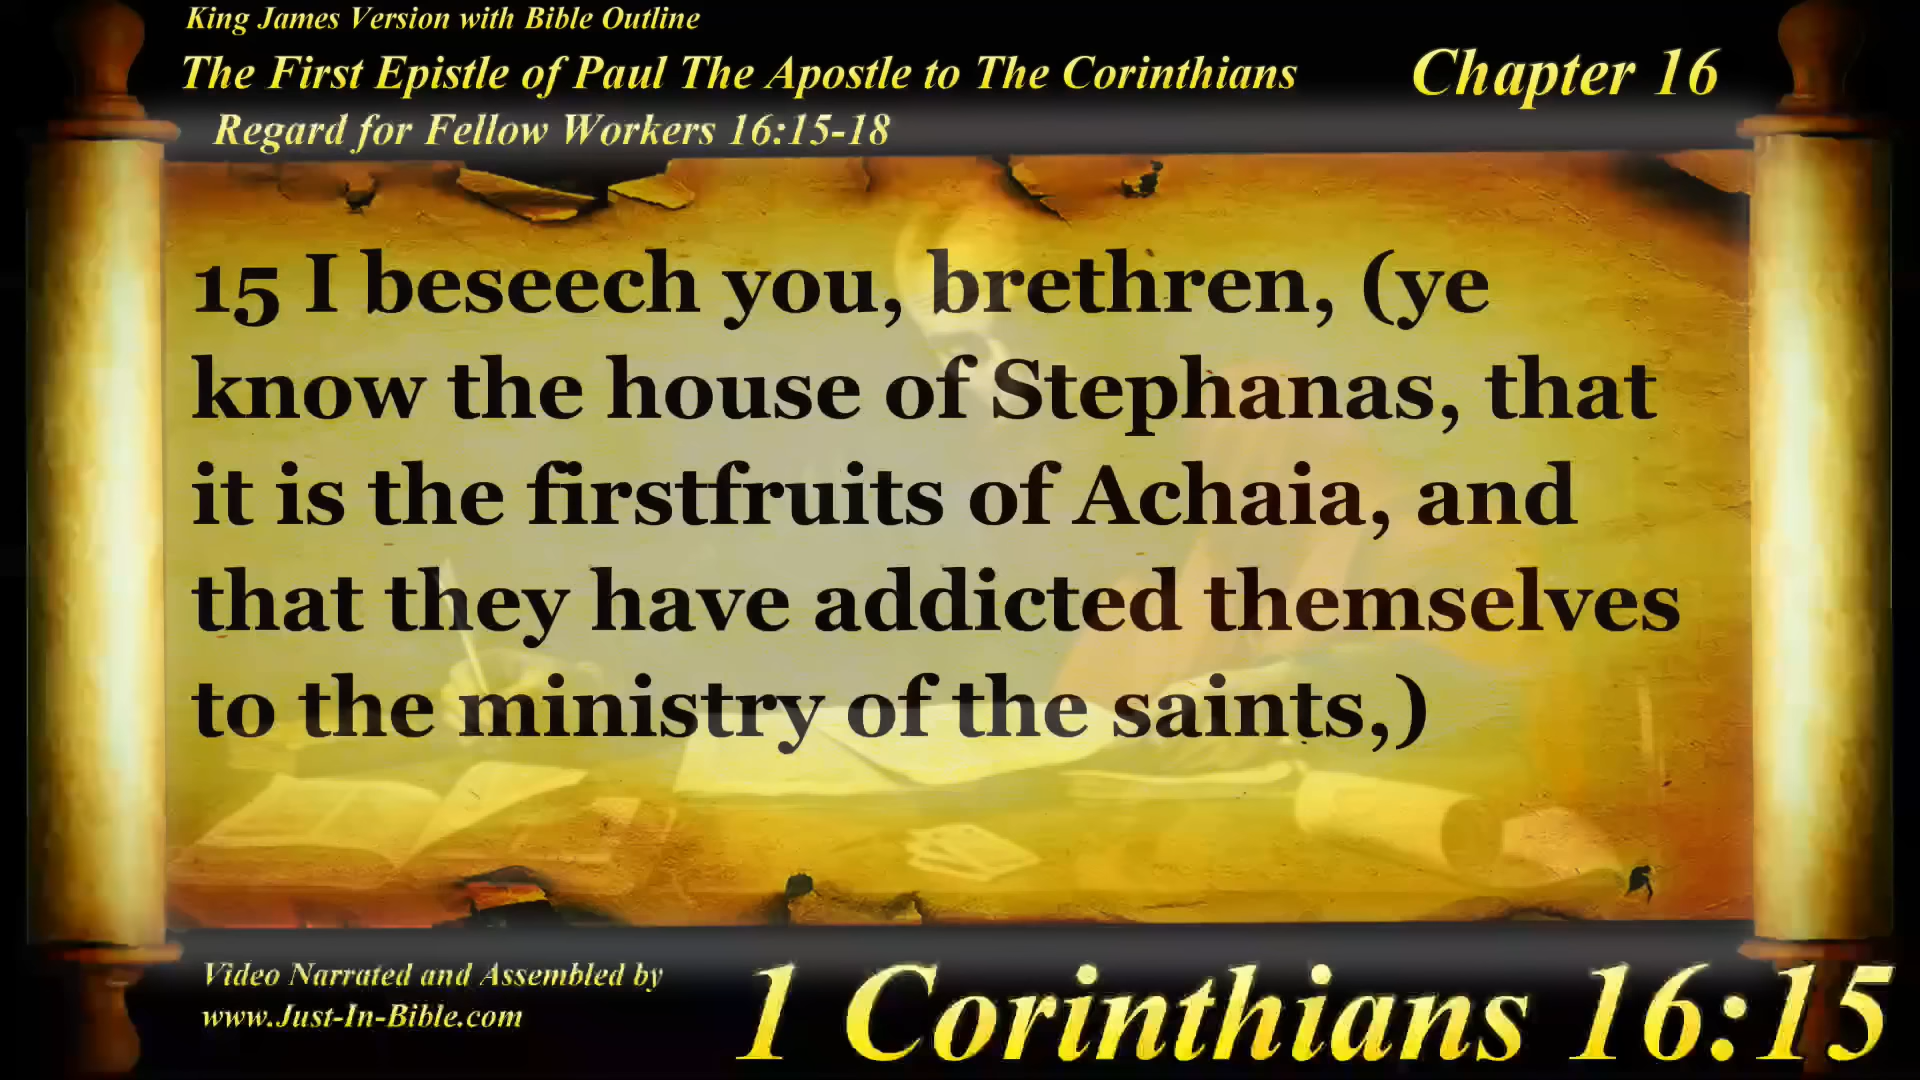 King James Version with Bible Outline
The First Epistle of Paul The Apostle to The Corinthians
Chapter 16
Regard for Fellow Workers 16:15-18
15 I beseech you, brethren, (ye
know the house of Stephanas, that
it is the firstfruits of Achaia, and
that they have addicted themselves
to the ministry of the saints,)
Video Narrated and Assembled by
www.Just-In-Bible.com
1 Corinthians 16:15